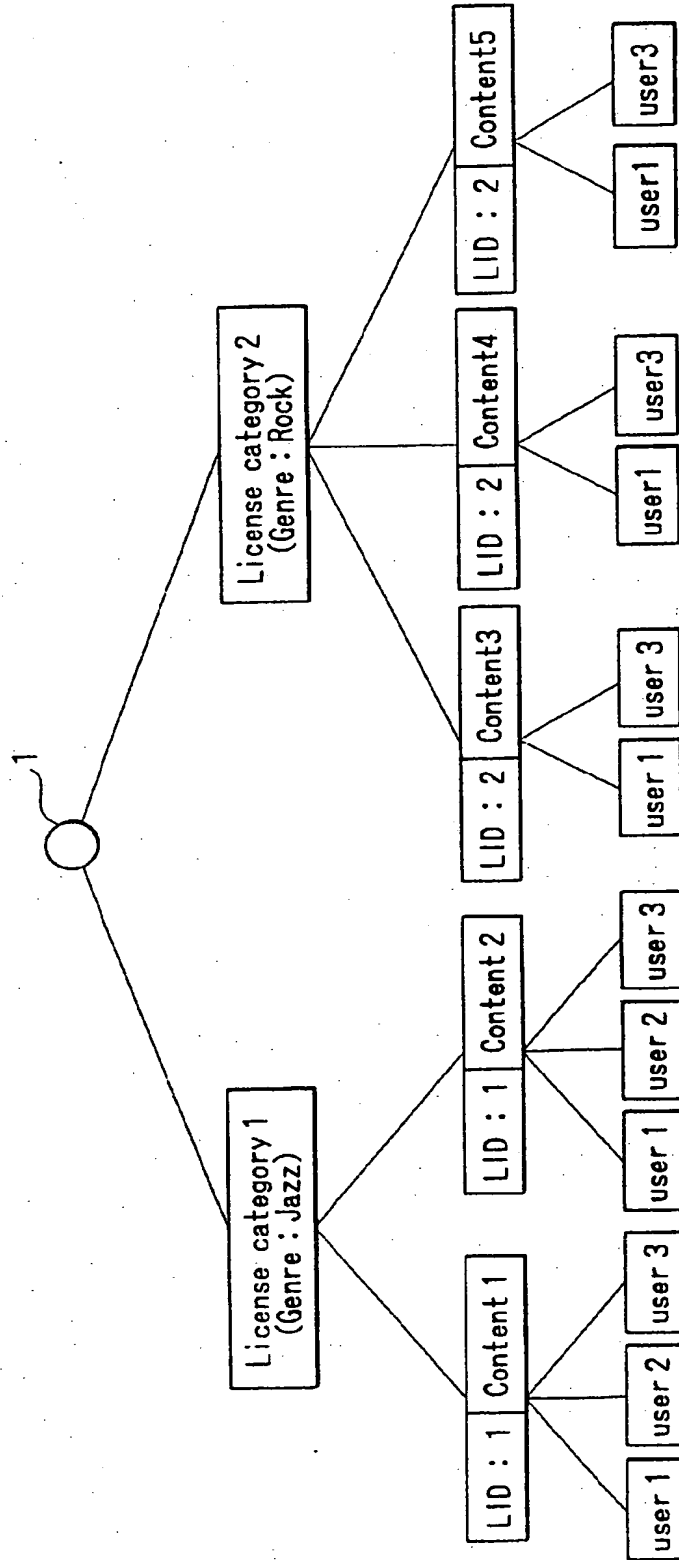 1
License category 1
(Genre : Jazz)
License category 2
(Genre : Rock)
LID : 1 Content 1
LID : 1 Content 2
LID : 2 Content3
LID : 2 Content4
LID : 2 Content5
user 1 user 2 user 3
user 1 user 2 user 3
user 1 user 3
user1 user3
user1 user3